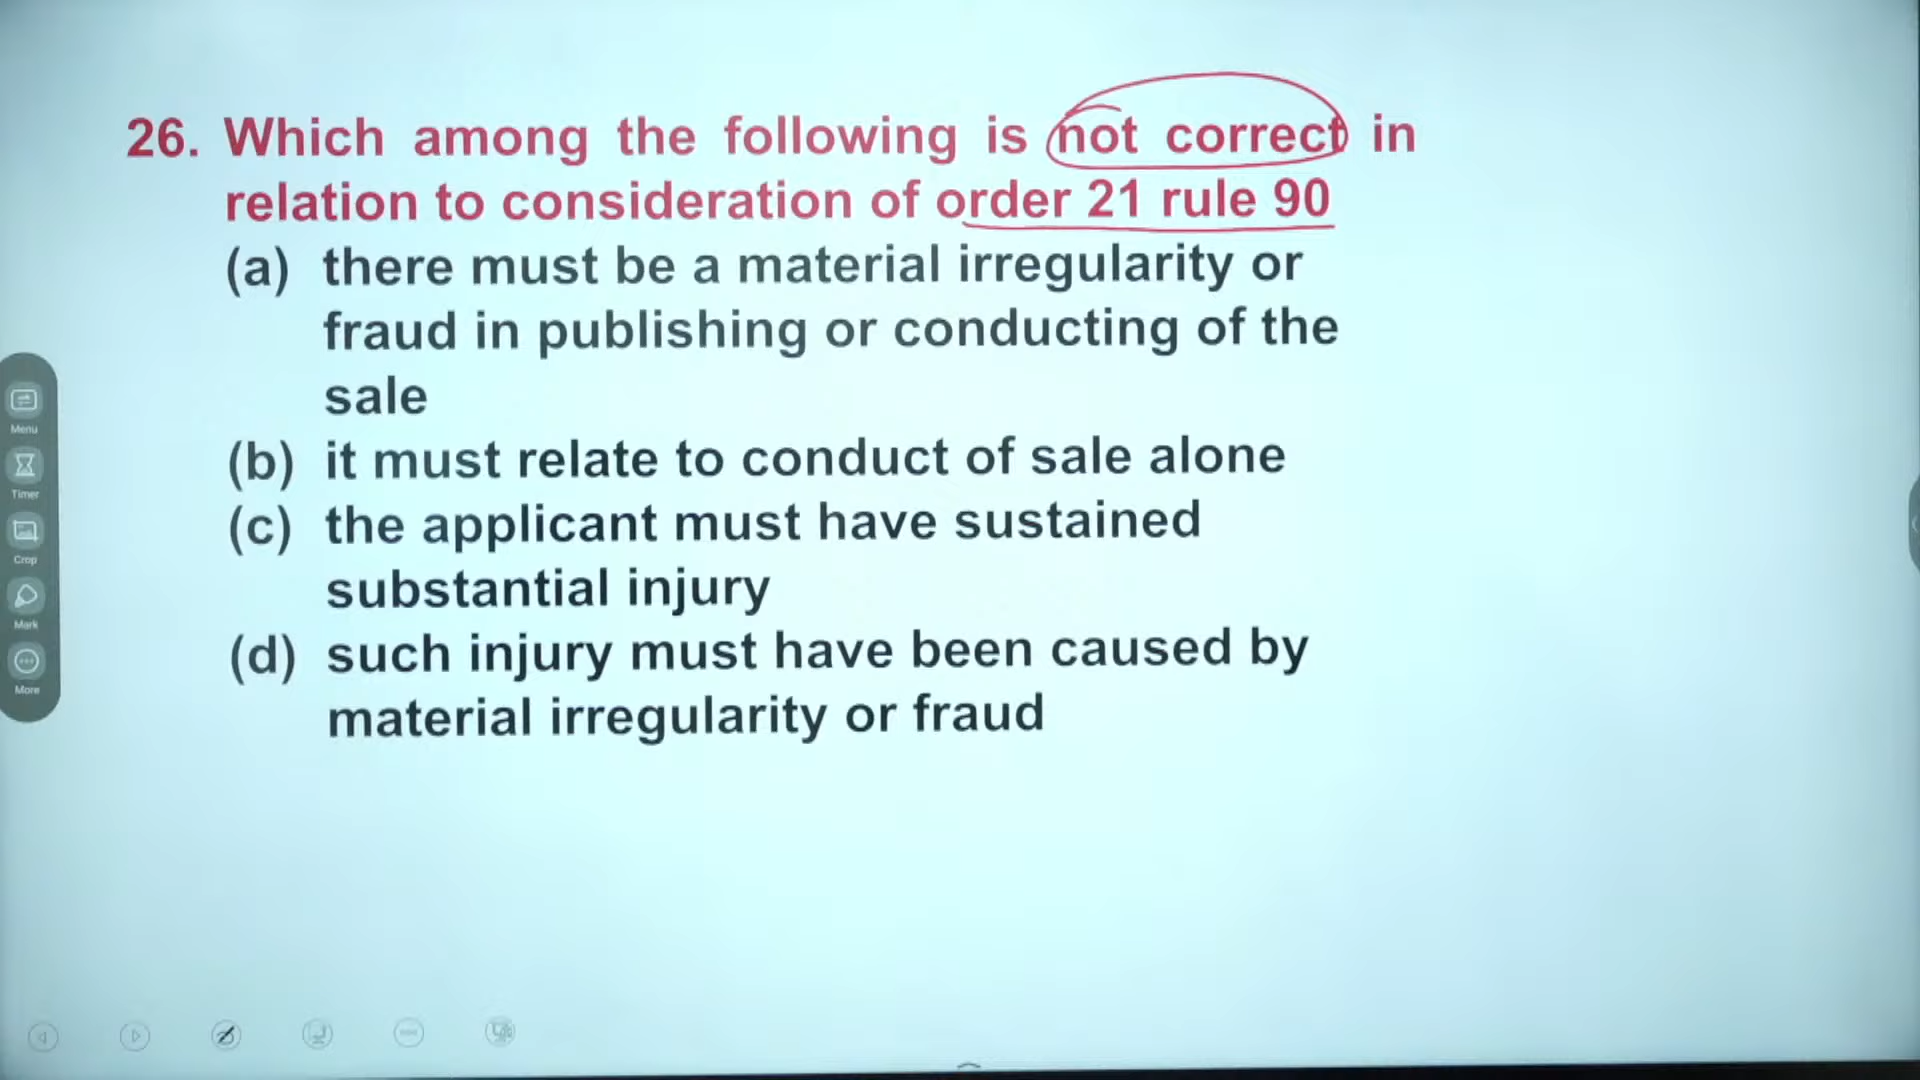 26. Which among the following is not correct in
relation to consideration of order 21 rule 90
(a) there must be a material irregularity or
fraud in publishing or conducting of the
sale
(b) it must relate to conduct of sale alone
(c) the applicant must have sustained
substantial injury
(d) such injury must have been caused by
material irregularity or fraud
Menu
Timer
Crop
Mark
More